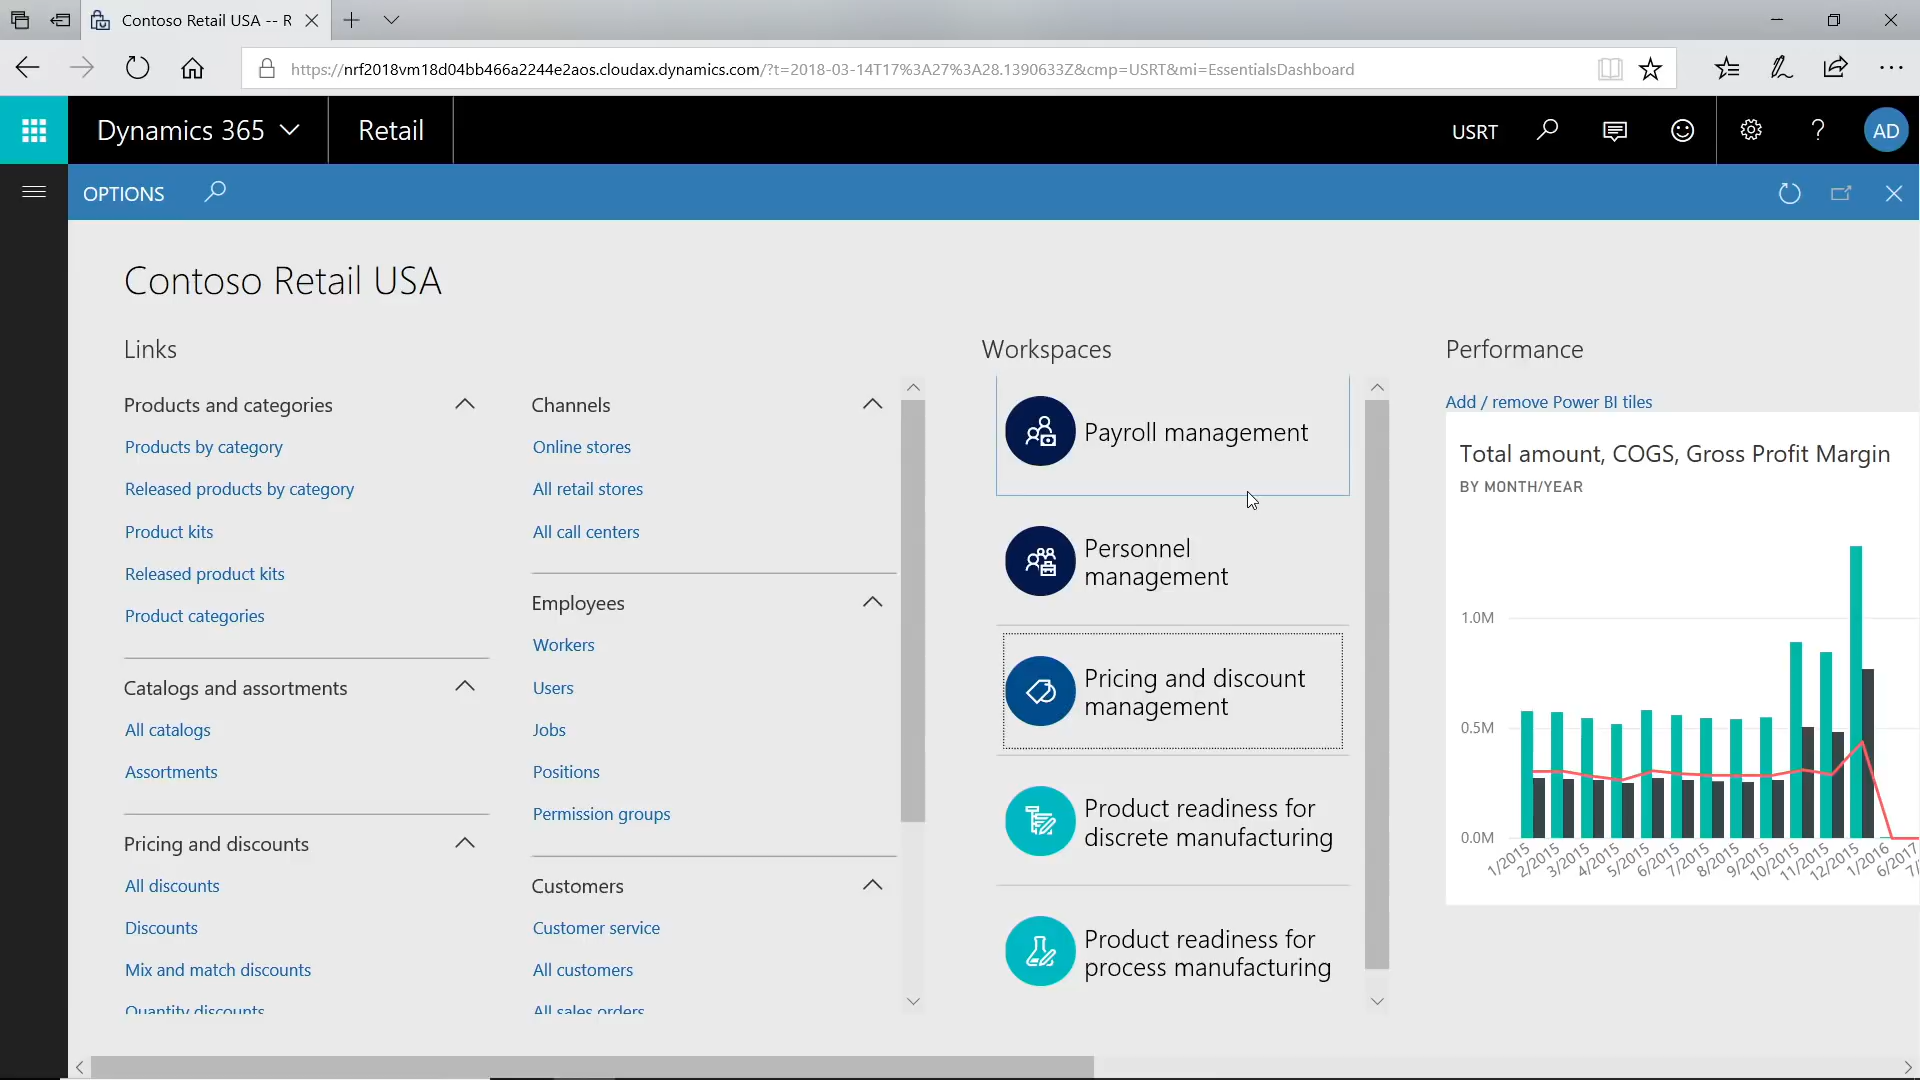 Contoso Retail USA -- R
https://nrf2018vm18d04bb466a2244e2aos.cloudax.dynamics.com/?t=2018-03-14T17%3A27%3A28.1390633Z&cmp=USRT&mi=EssentialsDashboard
Dynamics 365
Retail
USRT
AD
OPTIONS
Contoso Retail USA
Links
Products and categories
Products by category
Released products by category
Product kits
Released product kits
Product categories
Catalogs and assortments
All catalogs
Assortments
Pricing and discounts
All discounts
Discounts
Mix and match discounts
Quantity discounts
Channels
Online stores
All retail stores
All call centers
Employees
Workers
Users
Jobs
Positions
Permission groups
Customers
Customer service
All customers
All sales orders
Workspaces
Payroll management
Personnel
management
Pricing and discount
management
Product readiness for
discrete manufacturing
Product readiness for
process manufacturing
Performance
Add / remove Power BI tiles
Total amount, COGS, Gross Profit Margin
BY MONTH/YEAR
1.0M
0.5M
0.0M
1/2015
2/2015
3/2015
4/2015
5/2015
6/2015
7/2015
8/2015
9/2015
10/2015
11/2015
12/2015
1/2016
6/2017